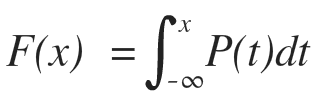 F(x) = ∫_{-∞}^{x} P(t)dt